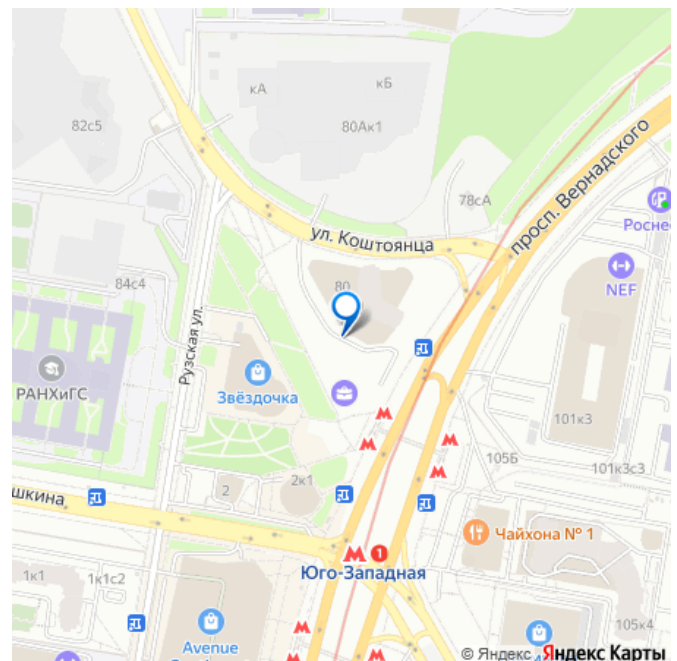 кА
кБ
80Ак1
82с5
78сА
просп. Вернадского
Роснеф
ул. Коштоянца
NEF
84с4
80
Рузская ул.
РАНХиГС
Звёздочка
101к3
105Б
101к3с3
2к1
2
шкина
Чайхона № 1
1
Юго-Западная
1к1
1к1с2
105к4
Avenue
© Яндекс Яндекс Карты